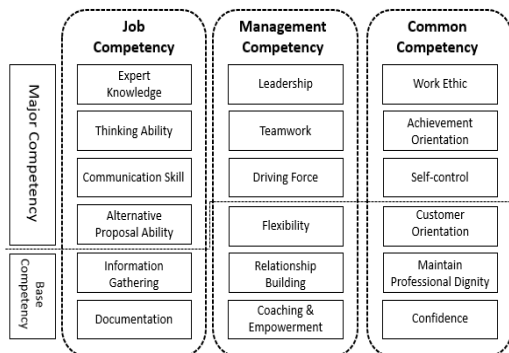 Job
Competency
Management
Competency
Common
Competency
Major Competency
Expert
Knowledge
Leadership
Work Ethic
Thinking Ability
Teamwork
Achievement
Orientation
Communication Skill
Driving Force
Self-control
Alternative
Proposal Ability
Flexibility
Customer
Orientation
Base
Competency
Information
Gathering
Relationship
Building
Maintain
Professional Dignity
Documentation
Coaching &
Empowerment
Confidence